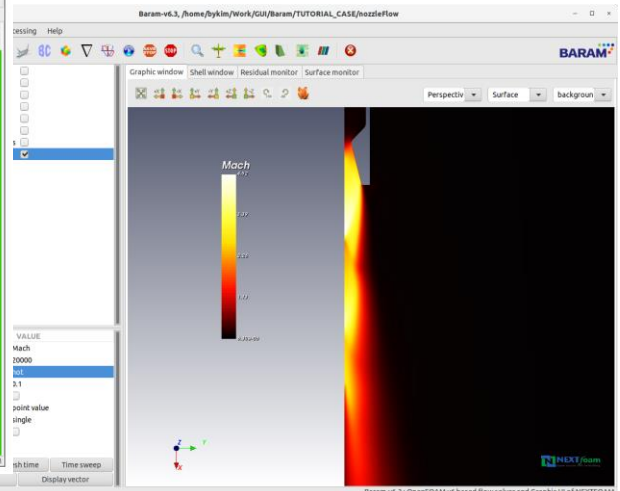 Baram-v6.3, /home/bykim/Work/GUI/Baram/TUTORIAL_CASE/nozzleFlow
cessing Help
BC
STOP
BARAM
Graphic window Shell window Residual monitor Surface monitor
Perspectiv Surface backgroun
Mach
VALUE
Mach
20000
hot
0.1
point value
single
sh time Time sweep
Display vector
Z Y
X
NEXTfoam